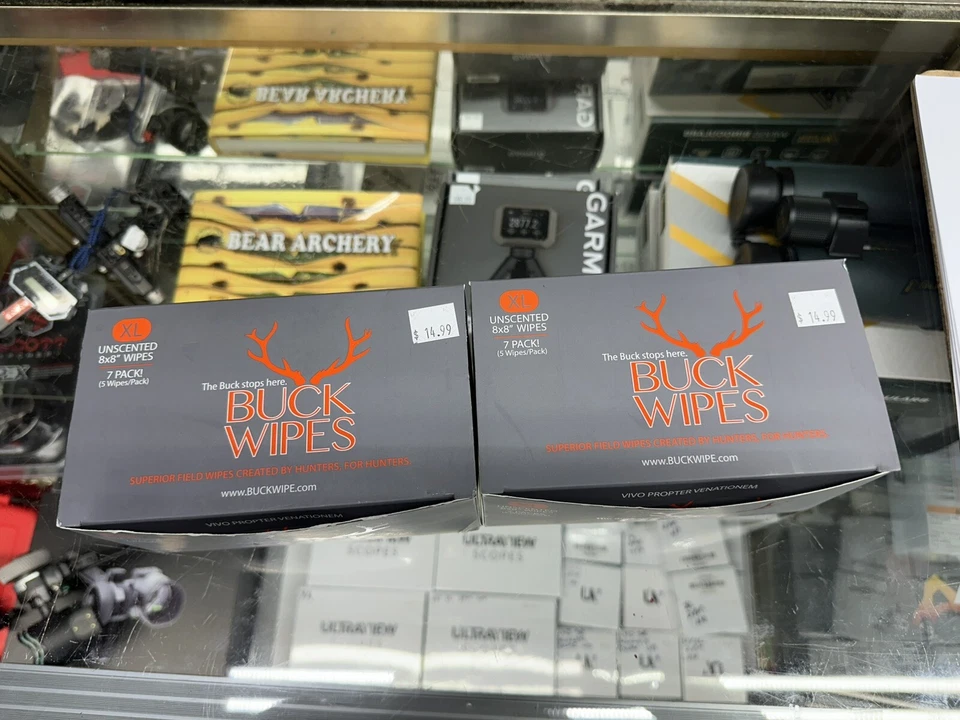 BEAR ARCHERY
BEAR ARCHERY
GARM
2877.2
XL
UNSCENTED
8x8" WIPES
7 PACK!
(5 Wipes/Pack)
$ 14.99
The Buck stops here.
BUCK
WIPES
SUPERIOR FIELD WIPES CREATED BY HUNTERS, FOR HUNTERS.
www.BUCKWIPE.com
VIVO PROPTER VENATIONEM
XL
UNSCENTED
8x8" WIPES
7 PACK!
(5 Wipes/Pack)
$ 14.99
The Buck stops here.
BUCK
WIPES
SUPERIOR FIELD WIPES CREATED BY HUNTERS, FOR HUNTERS.
www.BUCKWIPE.com
VIVO PROPTER VENATIONEM
SCOPES
SCOPES